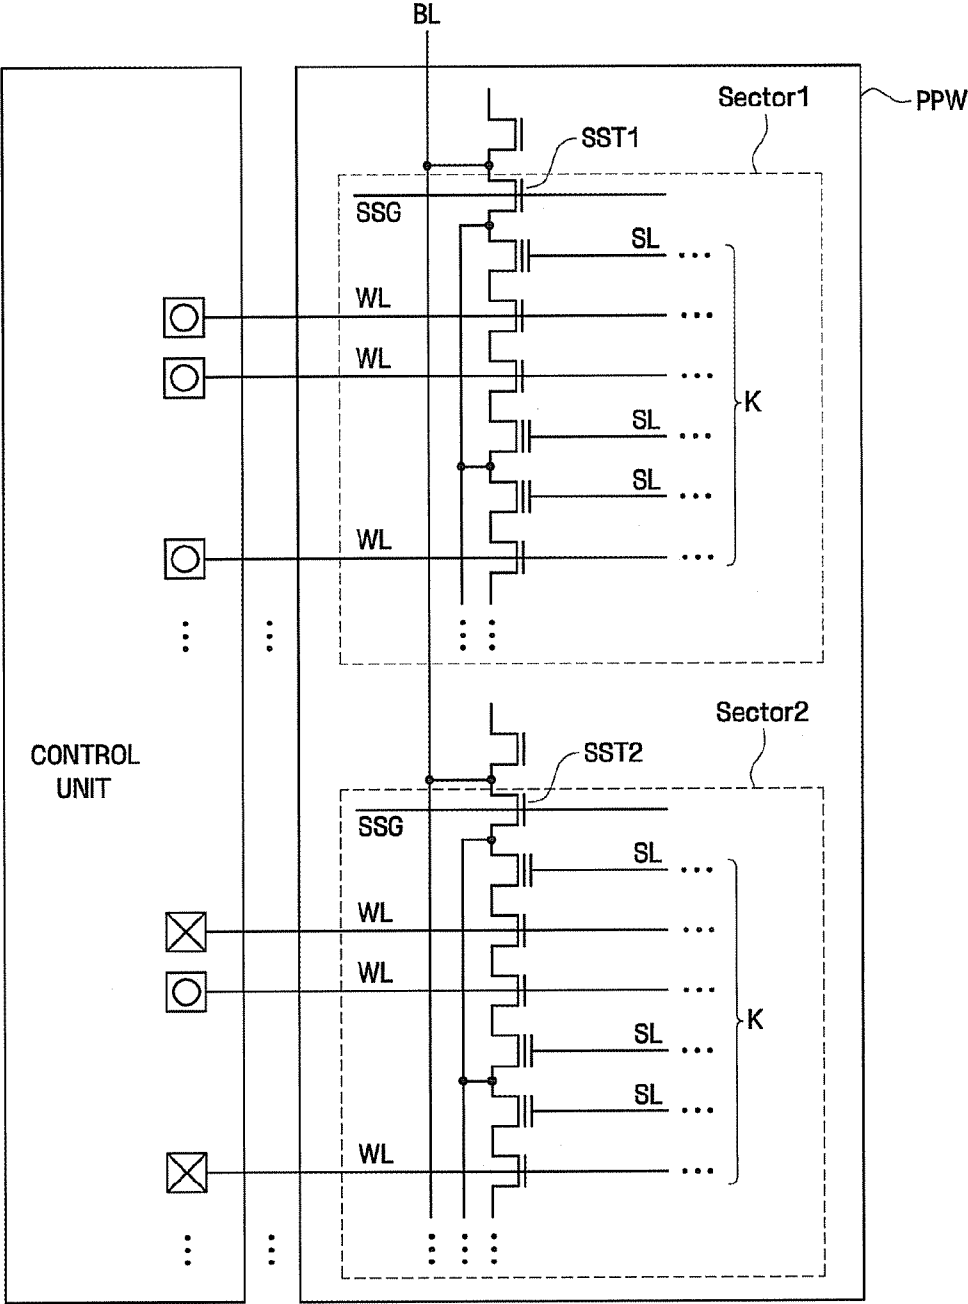 BL
Sector1
PPW
SST1
SSG
SL
WL
WL
K
SL
SL
WL
Sector2
SST2
CONTROL
UNIT
SSG
SL
WL
WL
K
SL
SL
WL